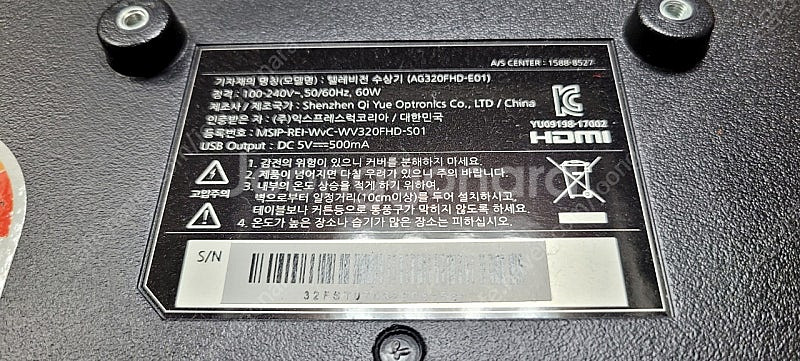 A/S CENTER : 1588-8527
기자재의 명칭(모델명) : 텔레비전 수상기 (AG320FHD-E01)
정격 : 100-240V~,50/60Hz, 60W
제조사 / 제조국가 : Shenzhen Qi Yue Optronics Co., LTD / China
인증받은 자 : (주)익스프레스럭코리아 / 대한민국
등록번호 : MSIP-REI-WvC-WV320FHD-S01
USB Output : DC 5V⎓500mA
YU09198-17002
HDMI
고압주의
1. 감전의 위험이 있으니 커버를 분해하지 마세요.
2. 제품이 넘어지면 다칠 우려가 있으니 주의 바랍니다.
3. 내부의 온도 상승을 적게 하기 위하여,
벽으로부터 일정거리(10cm이상)를 두어 설치하시고,
테이블보나 커튼등으로 통풍구가 막히지 않도록 하세요.
4. 온도가 높은 장소나 습기가 많은 장소는 피하십시오.
S/N